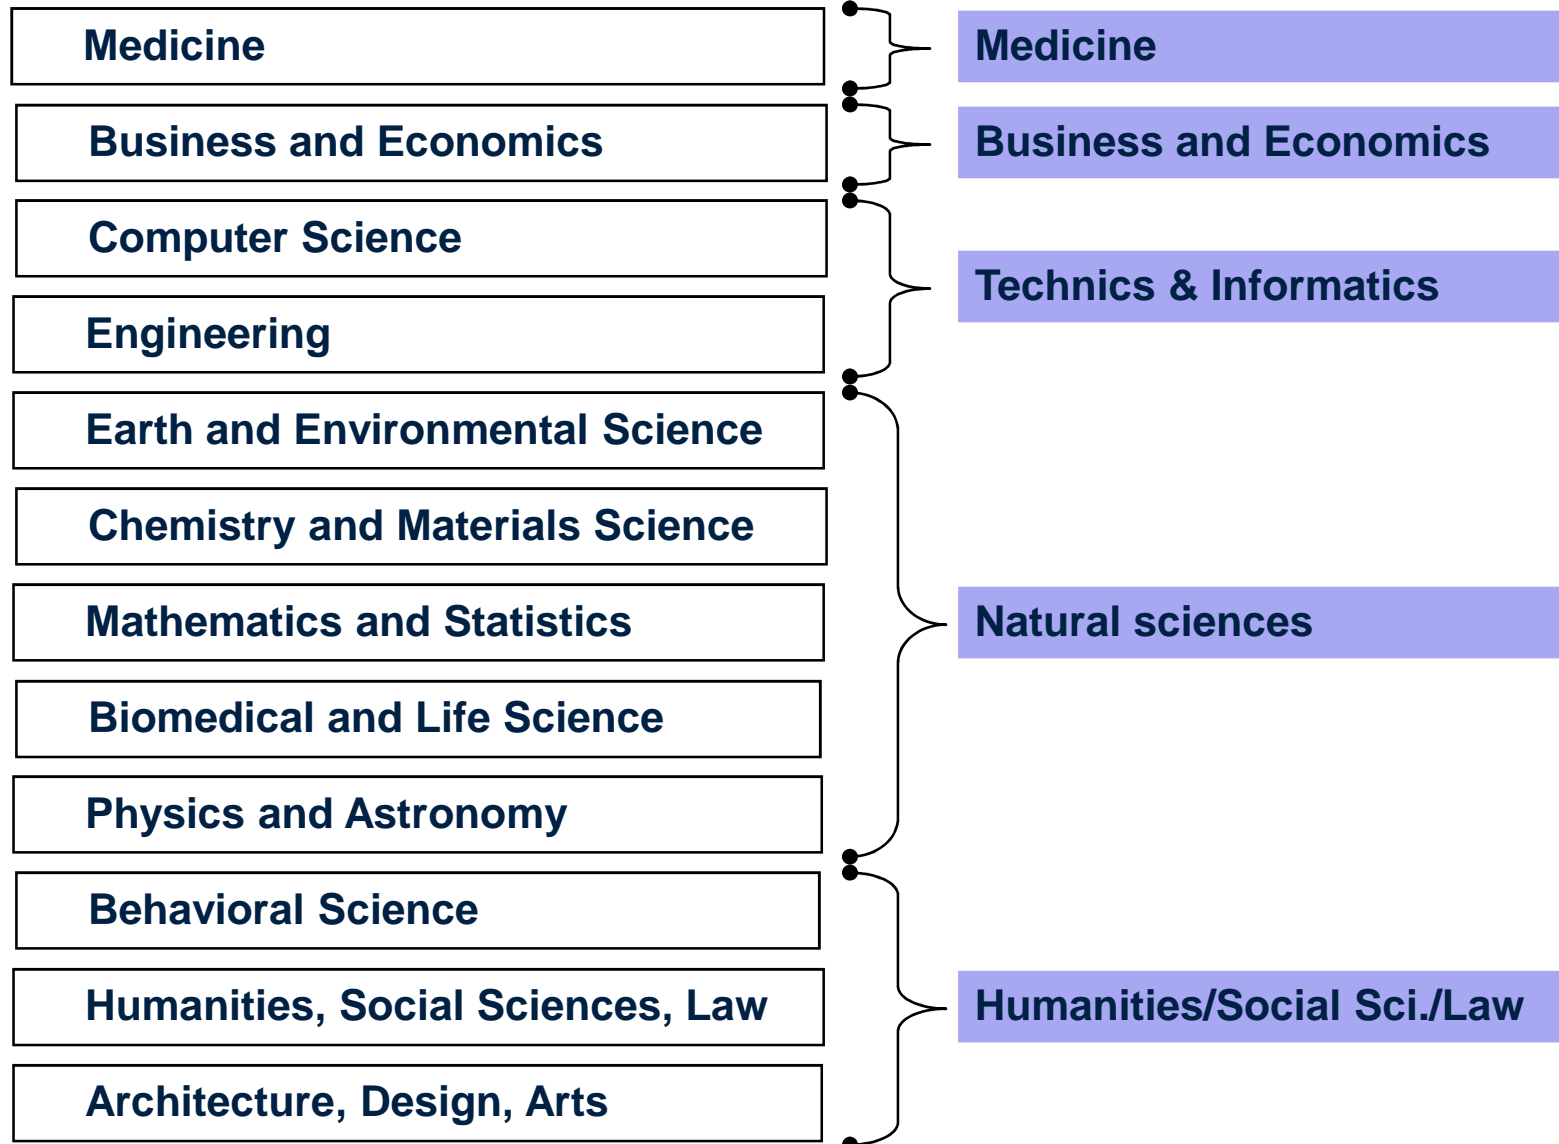 Medicine
Medicine
Business and Economics
Business and Economics
Computer Science
Technics & Informatics
Engineering
Earth and Environmental Science
Chemistry and Materials Science
Mathematics and Statistics
Natural sciences
Biomedical and Life Science
Physics and Astronomy
Behavioral Science
Humanities, Social Sciences, Law
Humanities/Social Sci./Law
Architecture, Design, Arts